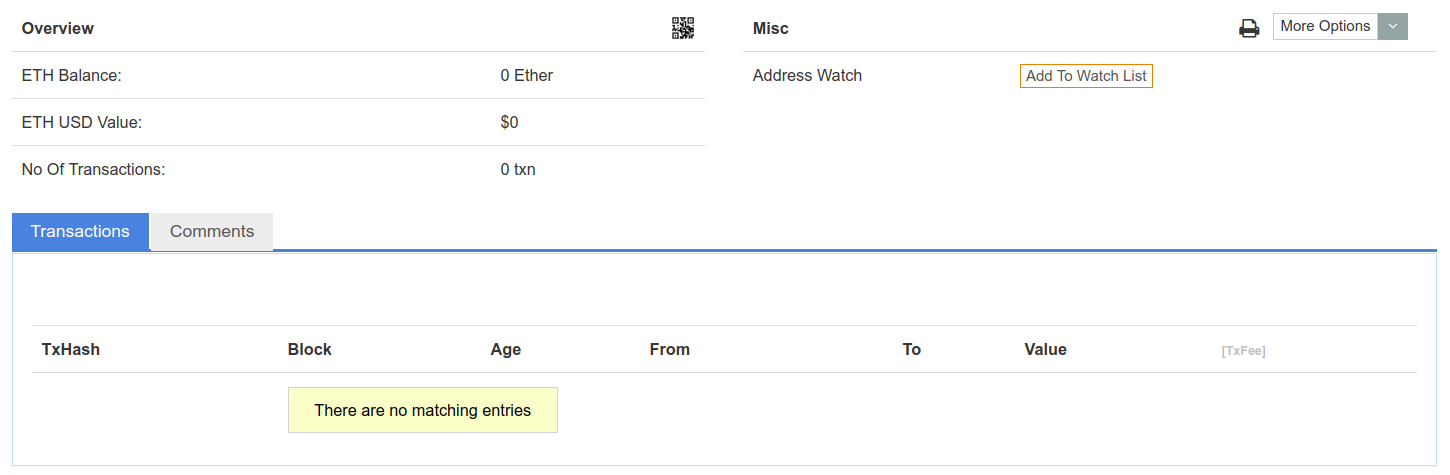 Overview
Misc
More Options
ETH Balance: 0 Ether
Address Watch Add To Watch List
ETH USD Value: $0
No Of Transactions: 0 txn
Transactions Comments
TxHash Block Age From To Value [TxFee]
There are no matching entries